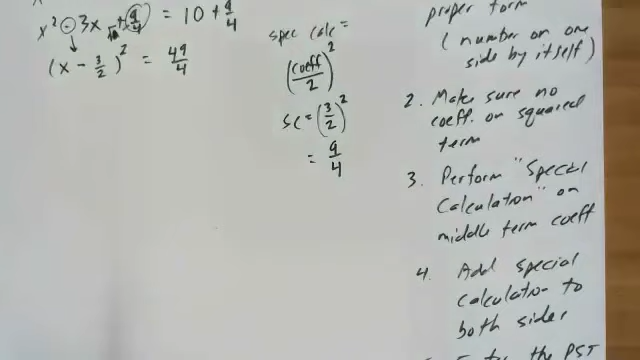 x² - 3x + 9/4 = 10 + 9/4
(x - 3/2)² = 49/4
spec calc =
(coeff/2)²
sc = (3/2)²
= 9/4
proper form
(number on one
side by itself)
2. Make sure no
coeff. on squared
term
3. Perform "Special
Calculation" on
middle term coeff
4. Add special
calculation to
both sides
the PST